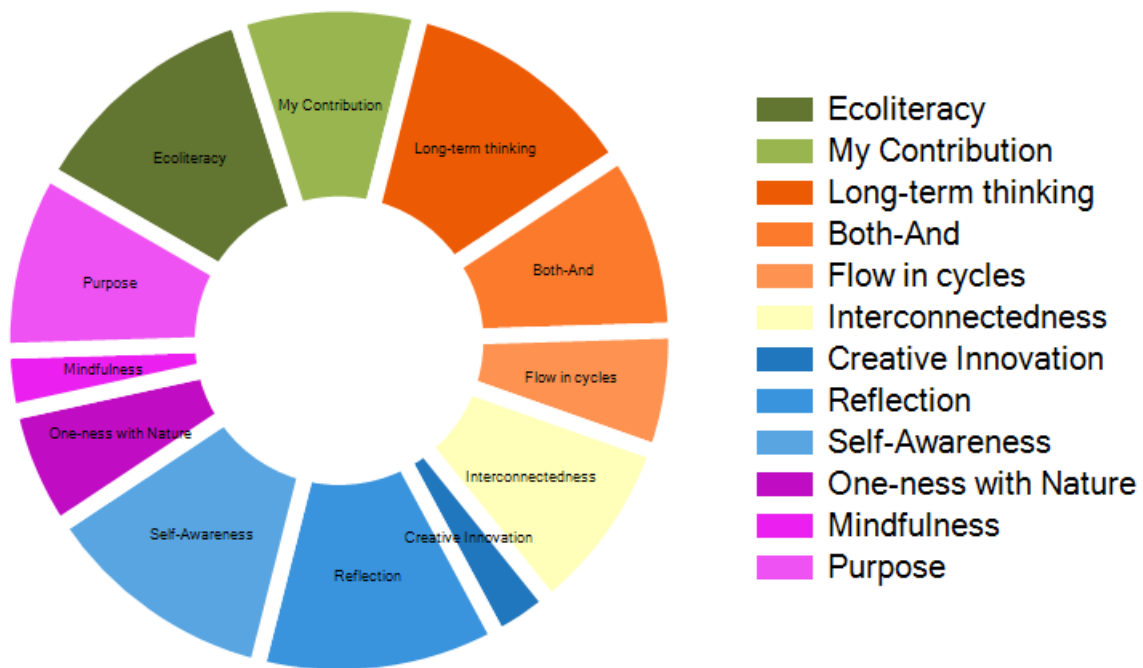 My Contribution
Long-term thinking
Ecoliteracy
Both-And
Purpose
Mindfulness
Flow in cycles
One-ness with Nature
Interconnectedness
Self-Awareness
Creative Innovation
Reflection
Ecoliteracy
My Contribution
Long-term thinking
Both-And
Flow in cycles
Interconnectedness
Creative Innovation
Reflection
Self-Awareness
One-ness with Nature
Mindfulness
Purpose